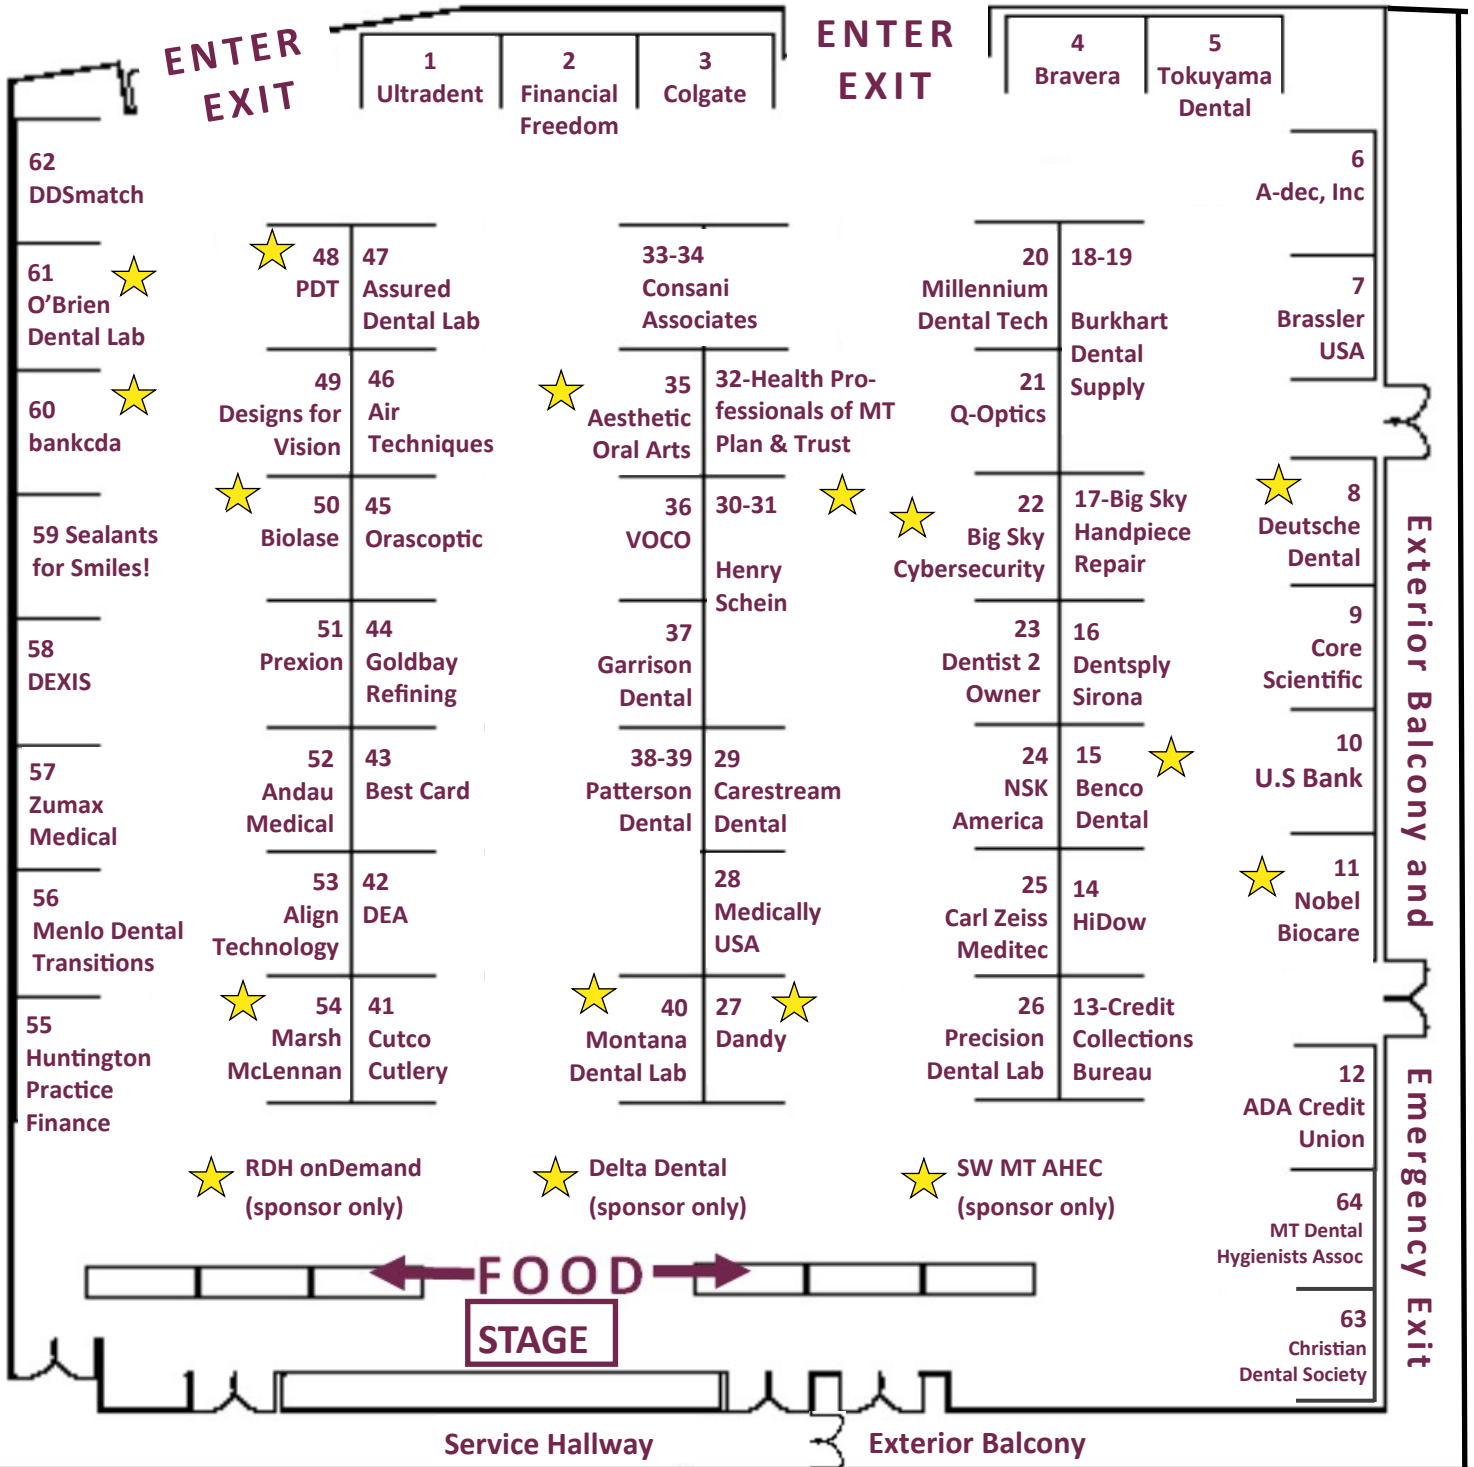 ENTER
EXIT
1
Ultradent
2
Financial
Freedom
3
Colgate
ENTER
EXIT
4
Bravera
5
Tokuyama
Dental
62
DDSmatch
61
O’Brien
Dental Lab
60
bankcda
59 Sealants
for Smiles!
58
DEXIS
57
Zumax
Medical
56
Menlo Dental
Transitions
55
Huntington
Practice
Finance
48
PDT
49
Designs for
Vision
50
Biolase
51
Prexion
52
Andau
Medical
53
Align
Technology
54
Marsh
McLennan
47
Assured
Dental Lab
46
Air
Techniques
45
Orascoptic
44
Goldbay
Refining
43
Best Card
42
DEA
41
Cutco
Cutlery
33-34
Consani
Associates
35
Aesthetic
Oral Arts
36
VOCO
37
Garrison
Dental
38-39
Patterson
Dental
40
Montana
Dental Lab
32-Health Pro-
fessionals of MT
Plan & Trust
30-31
Henry
Schein
29
Carestream
Dental
28
Medically
USA
27
Dandy
20
Millennium
Dental Tech
21
Q-Optics
22
Big Sky
Cybersecurity
23
Dentist 2
Owner
24
NSK
America
25
Carl Zeiss
Meditec
26
Precision
Dental Lab
18-19
Burkhart
Dental
Supply
17-Big Sky
Handpiece
Repair
16
Dentsply
Sirona
15
Benco
Dental
14
HiDow
13-Credit
Collections
Bureau
6
A-dec, Inc
7
Brassler
USA
8
Deutsche
Dental
9
Core
Scientific
10
U.S Bank
11
Nobel
Biocare
12
ADA Credit
Union
64
MT Dental
Hygienists Assoc
63
Christian
Dental Society
Exterior Balcony and
Emergency Exit
RDH onDemand
(sponsor only)
Delta Dental
(sponsor only)
SW MT AHEC
(sponsor only)
FOOD
STAGE
Service Hallway
Exterior Balcony